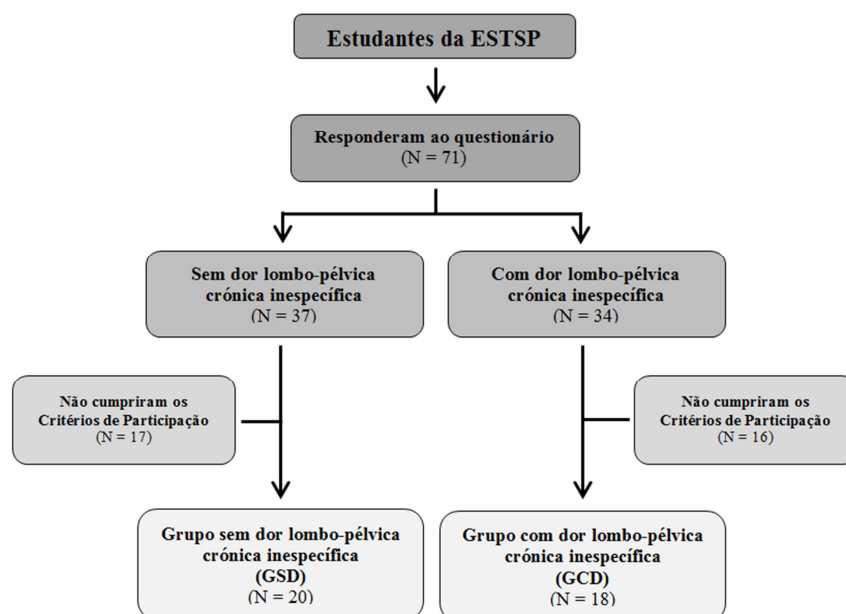 Estudantes da ESTSP
Responderam ao questionário
(N = 71)
Sem dor lombo-pélvica
crónica inespecífica
(N = 37)
Com dor lombo-pélvica
crónica inespecífica
(N = 34)
Não cumpriram os
Critérios de Participação
(N = 17)
Não cumpriram os
Critérios de Participação
(N = 16)
Grupo sem dor lombo-pélvica
crónica inespecífica
(GSD)
(N = 20)
Grupo com dor lombo-pélvica
crónica inespecífica
(GCD)
(N = 18)